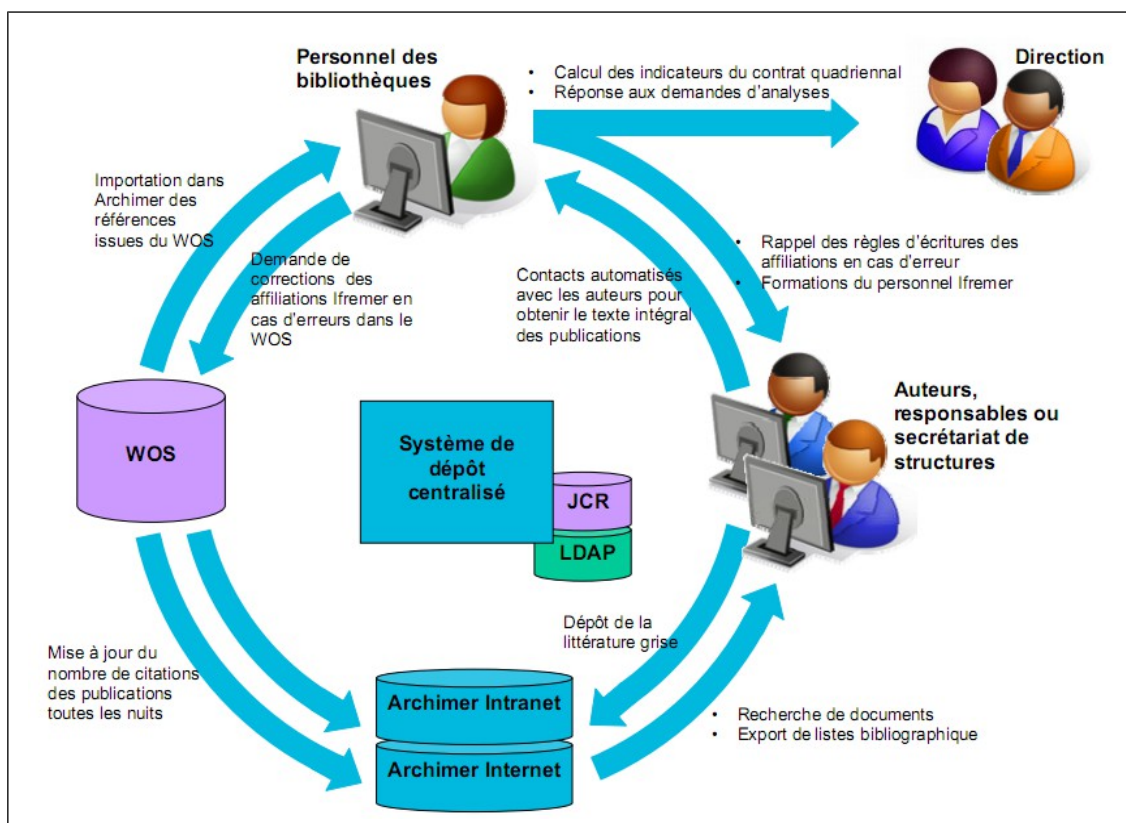 Personnel des
bibliothèques
• Calcul des indicateurs du contrat quadriennal
• Réponse aux demandes d'analyses
Direction
Importation dans
Archimer des
références
issues du WOS
Demande de
corrections des
affiliations Ifremer en
cas d'erreurs dans le
WOS
Contacts automatisés
avec les auteurs pour
obtenir le texte intégral
des publications
• Rappel des règles d'écritures des
affiliations en cas d'erreur
• Formations du personnel Ifremer
Auteurs,
responsables ou
secrétariat de
structures
WOS
Système de
dépôt
centralisé
JCR
LDAP
Mise à jour du
nombre de citations
des publications
toutes les nuits
Dépôt de la
littérature grise
Archimer Intranet
Archimer Internet
• Recherche de documents
• Export de listes bibliographique